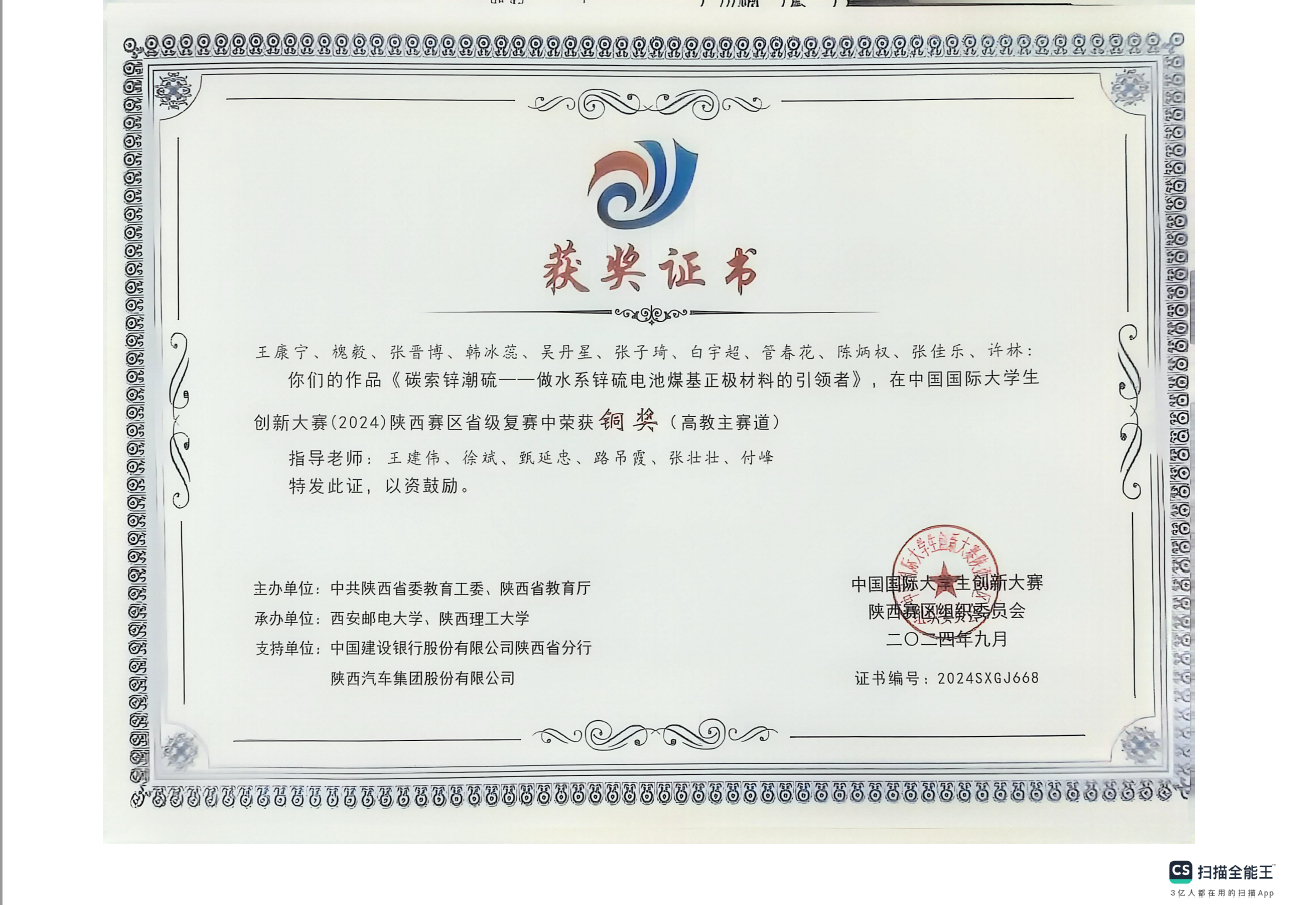 获奖证书
王康宁、槐毅、张晋博、韩冰蕊、吴丹星、张子琦、白宇超、管春花、陈炳权、张佳乐、许林：
你们的作品《碳索锌潮硫——做水系锌硫电池煤基正极材料的引领者》，在中国国际大学生
创新大赛(2024)陕西赛区省级复赛中荣获铜奖（高教主赛道）
指导老师：王建伟、徐斌、甄延忠、路吊霞、张壮壮、付峰
特发此证，以资鼓励。
主办单位：中共陕西省委教育工委、陕西省教育厅
承办单位：西安邮电大学、陕西理工大学
支持单位：中国建设银行股份有限公司陕西省分行
陕西汽车集团股份有限公司
中国国际大学生创新大赛
陕西赛区组织委员会
二〇二四年九月
证书编号：2024SXGJ668
CS 扫描全能王
3亿人都在用的扫描App